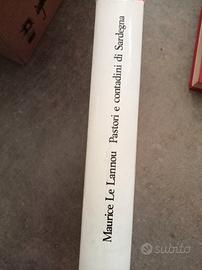 Maurice Le Lannou Pastori e contadini di Sardegna
subito